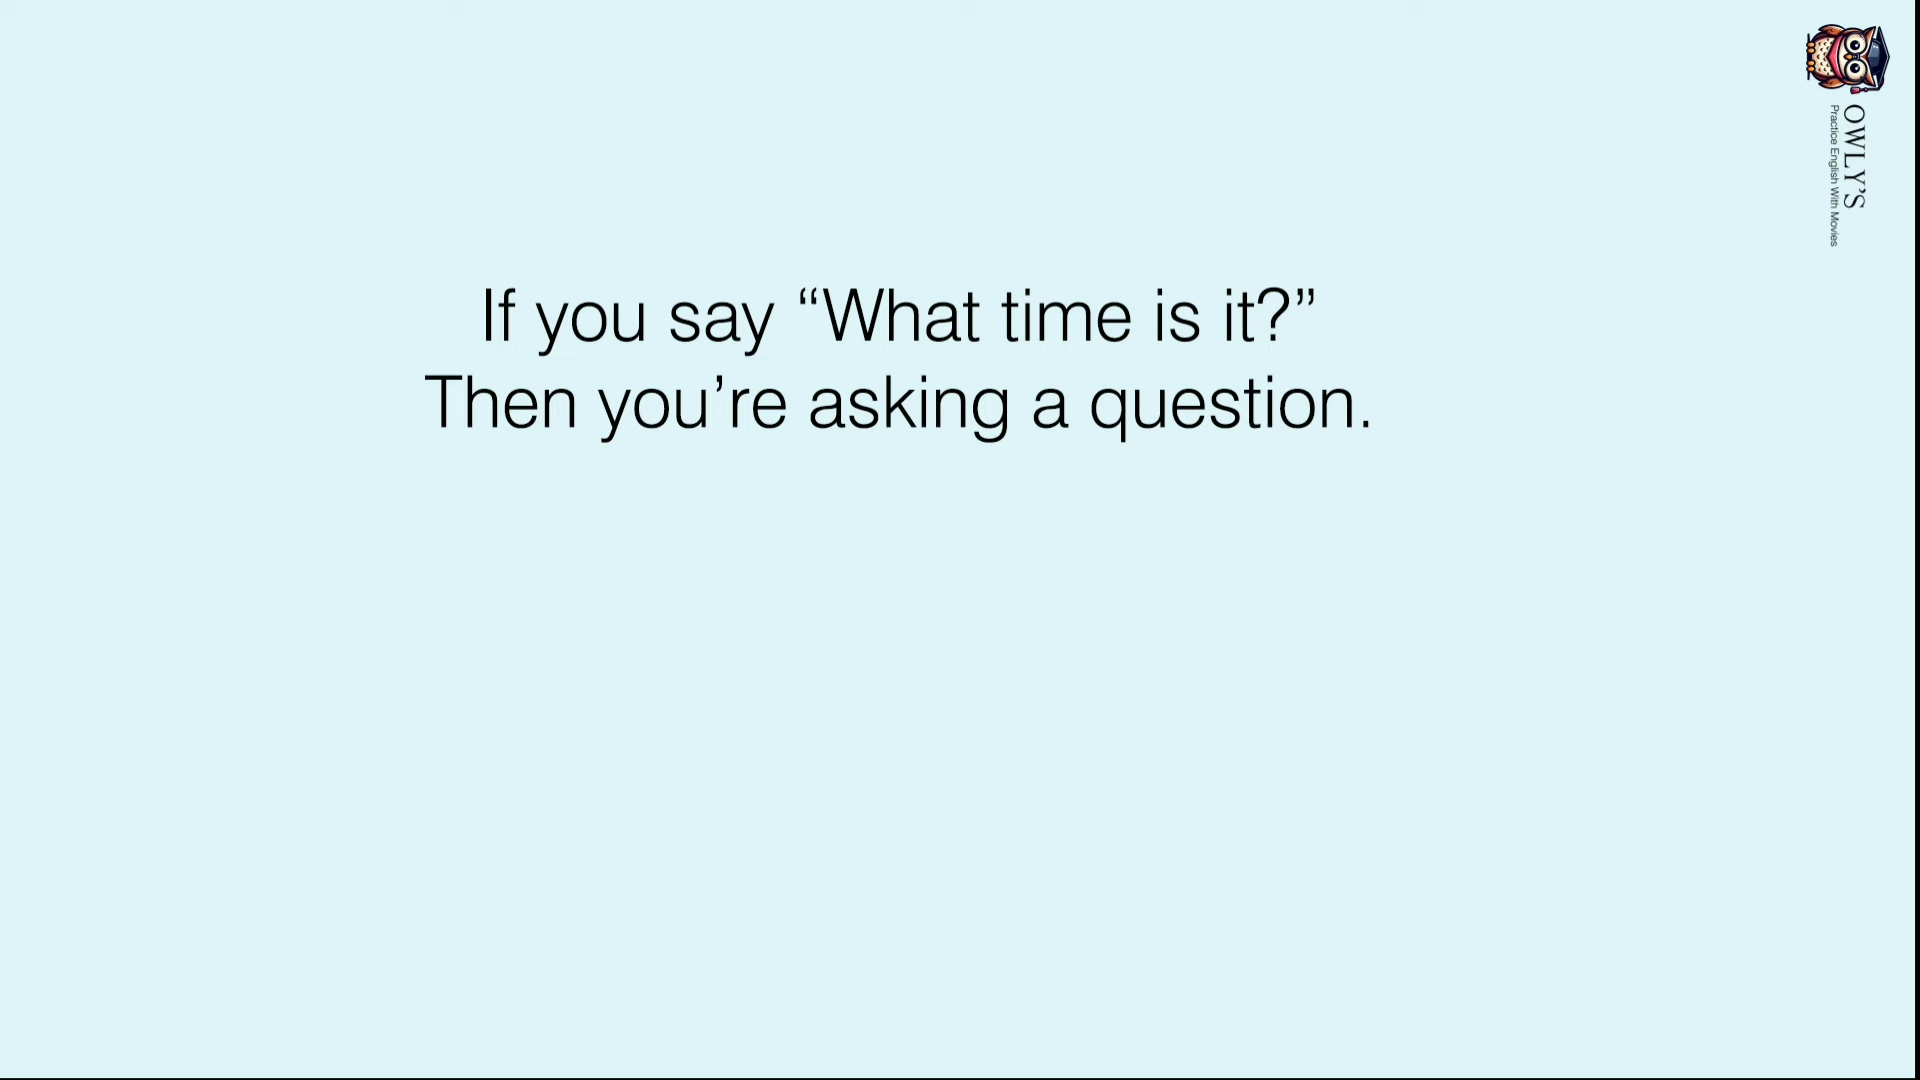 If you say “What time is it?”
Then you’re asking a question.
OWLY’S
Practice English With Movies